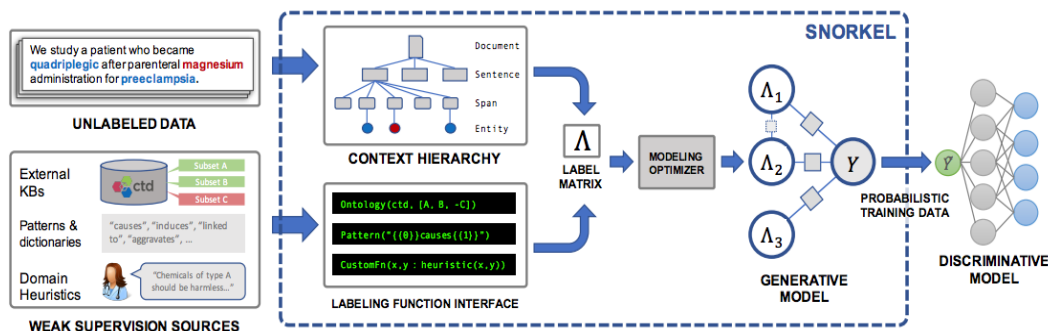 We study a patient who became
quadriplegic after parenteral magnesium
administration for preeclampsia.
UNLABELED DATA
External
KBs
ctd
Subset A
Subset B
Subset C
Patterns &
dictionaries
“causes”, “induces”, “linked
to”, “aggravates”, …
Domain
Heuristics
“Chemicals of type A
should be harmless…”
WEAK SUPERVISION SOURCES
SNORKEL
Document
Sentence
Span
Entity
CONTEXT HIERARCHY
Ontology(ctd, [A, B, -C])
Pattern("{{0}}causes{{1}}")
CustomFn(x,y : heuristic(x,y))
LABELING FUNCTION INTERFACE
Λ
LABEL
MATRIX
MODELING
OPTIMIZER
Λ1
Λ2
Λ3
Y
GENERATIVE
MODEL
PROBABILISTIC
TRAINING DATA
Ỹ
DISCRIMINATIVE
MODEL